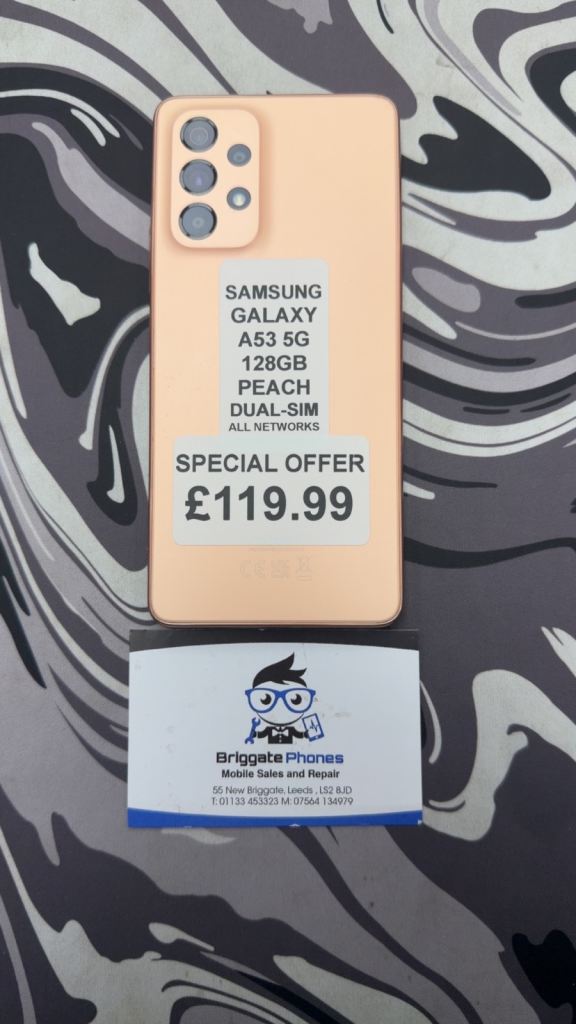 SAMSUNG
GALAXY
A53 5G
128GB
PEACH
DUAL-SIM
ALL NETWORKS
SPECIAL OFFER
£119.99
CE
Briggate Phones
Mobile Sales and Repair
55 New Briggate, Leeds , LS2 8JD
T: 01133 453323 M: 07564 134979